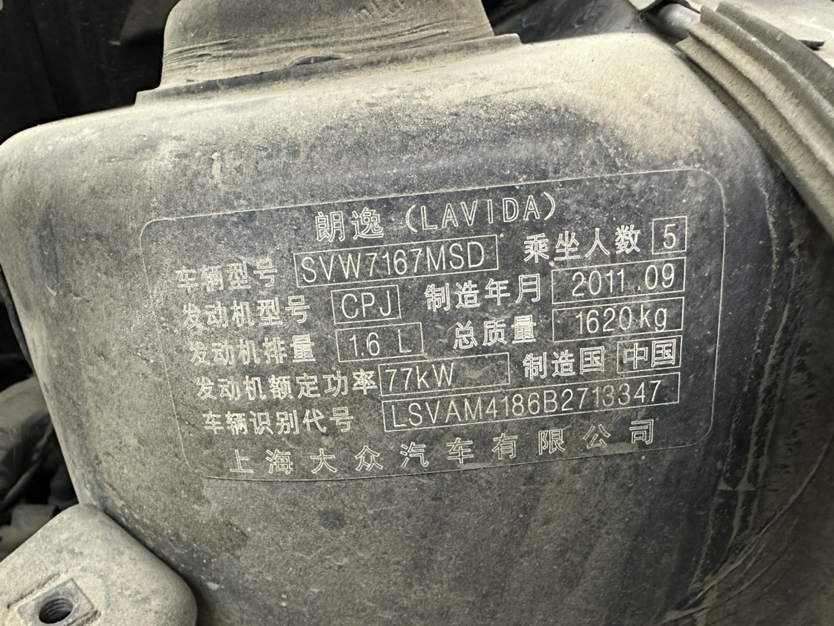 朗逸 (LAVIDA)
车辆型号 SVW7167MSD 乘坐人数 5
发动机型号 CPJ 制造年月 2011.09
发动机排量 1.6 L 总质量 1620kg
发动机额定功率 77kW 制造国 中国
车辆识别代号 LSVAM4186B2713347
上海大众汽车有限公司